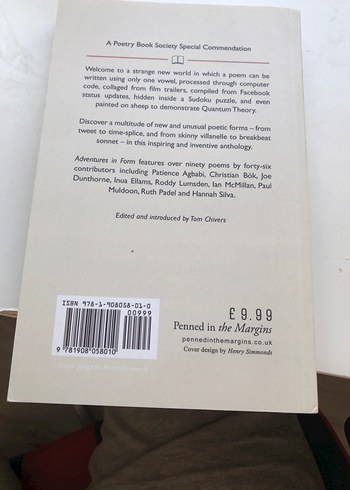 A Poetry Book Society Special Commendation
Welcome to a strange new world in which a poem can be
written using only one vowel, processed through computer
code, collaged from film trailers, compiled from Facebook
status updates, hidden inside a Sudoku puzzle, and even
painted on sheep to demonstrate Quantum Theory.
Discover a multitude of new and unusual poetic forms – from
tweet to time-splice, and from skinny villanelle to breakbeat
sonnet – in this inspiring and inventive anthology.
Adventures in Form features over ninety poems by forty-six
contributors including Patience Agbabi, Christian Bök, Joe
Dunthorne, Inua Ellams, Roddy Lumsden, Ian McMillan, Paul
Muldoon, Ruth Padel and Hannah Silva.
Edited and introduced by Tom Chivers
ISBN 978-1-908058-01-0
00999
9 781908 058010
£9.99
Penned in the Margins
pennedinthemargins.co.uk
Cover design by Henry Simmonds